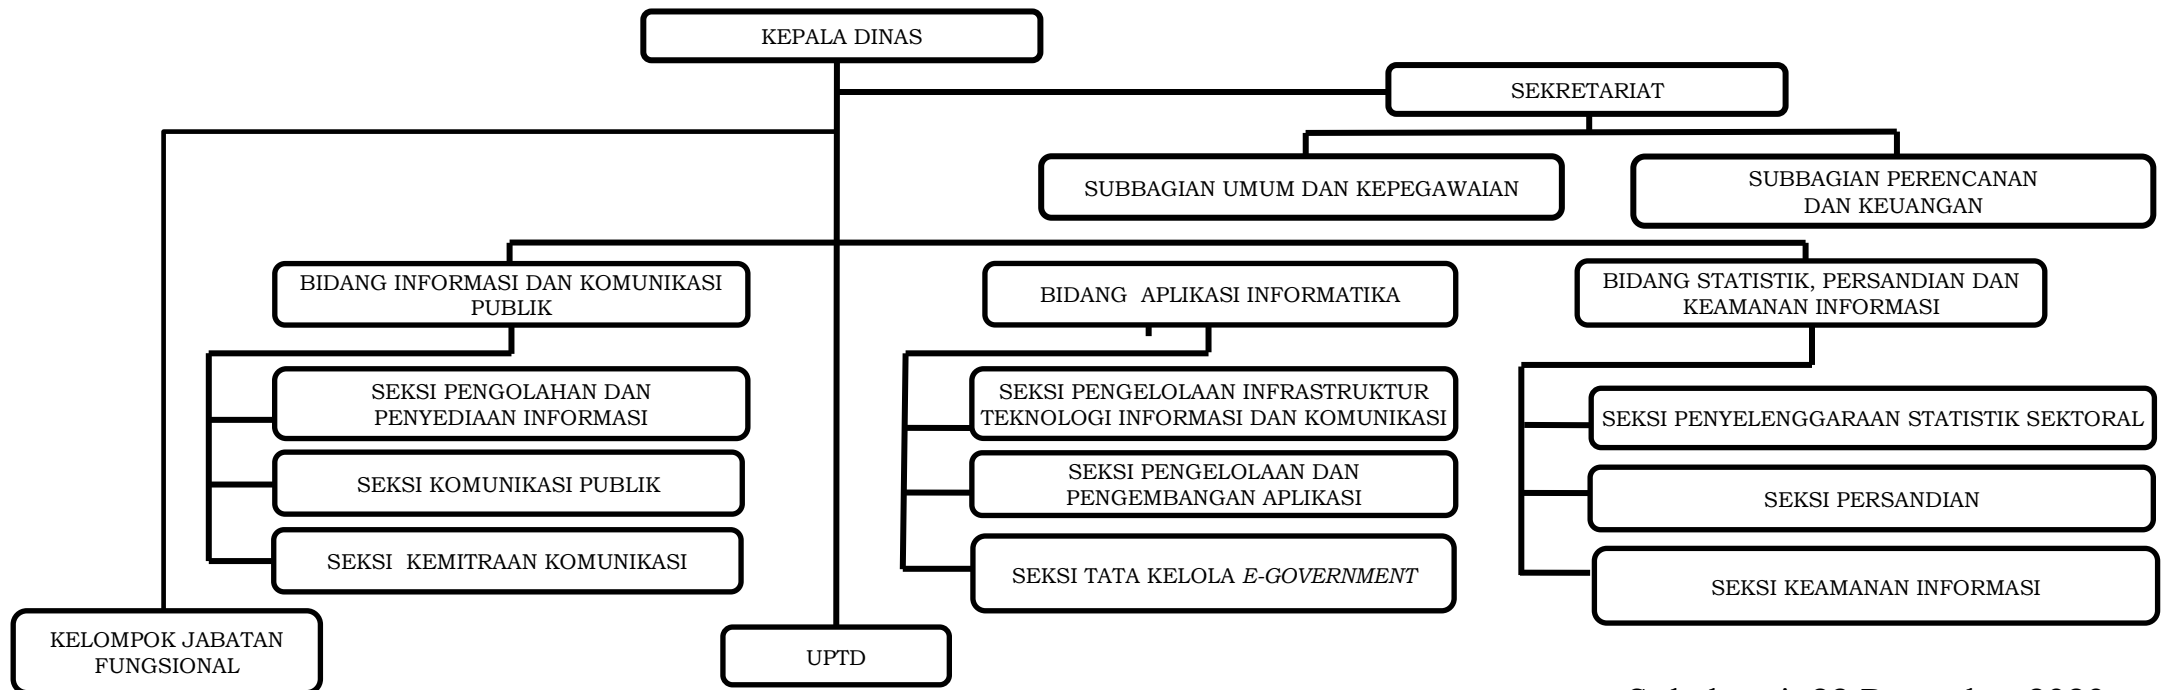 KEPALA DINAS
SEKRETARIAT
SUBBAGIAN UMUM DAN KEPEGAWAIAN
SUBBAGIAN PERENCANAN
DAN KEUANGAN
BIDANG INFORMASI DAN KOMUNIKASI
PUBLIK
BIDANG APLIKASI INFORMATIKA
BIDANG STATISTIK, PERSANDIAN DAN
KEAMANAN INFORMASI
SEKSI PENGOLAHAN DAN
PENYEDIAAN INFORMASI
SEKSI KOMUNIKASI PUBLIK
SEKSI KEMITRAAN KOMUNIKASI
SEKSI PENGELOLAAN INFRASTRUKTUR
TEKNOLOGI INFORMASI DAN KOMUNIKASI
SEKSI PENGELOLAAN DAN
PENGEMBANGAN APLIKASI
SEKSI TATA KELOLA E-GOVERNMENT
SEKSI PENYELENGGARAAN STATISTIK SEKTORAL
SEKSI PERSANDIAN
SEKSI KEAMANAN INFORMASI
KELOMPOK JABATAN
FUNGSIONAL
UPTD